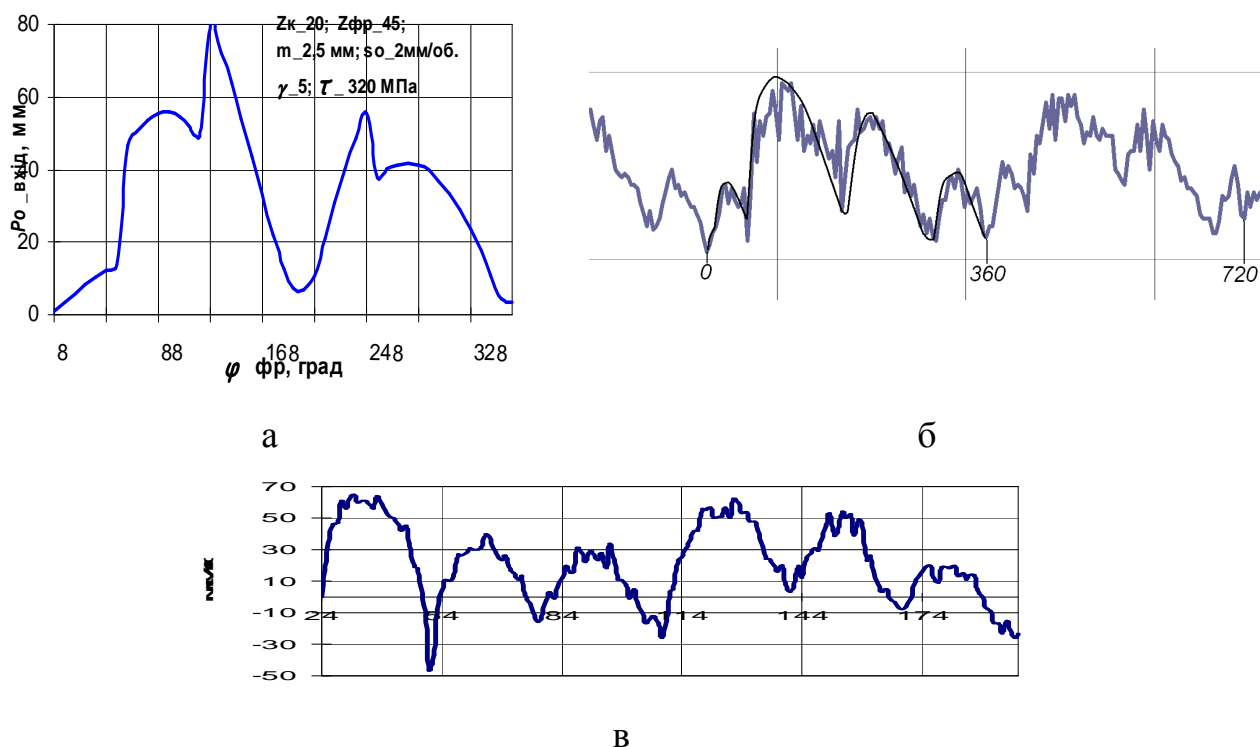 80
60
40
20
0
Ро_вхід, мм
Zк_20; Zфр_45;
m_2,5 мм; so_2мм/об.
γ_5; τ_320 МПа
8 88 168 248 328
φ фр, град
а
0 360 720
б
70
50
30
10
-10
-30
-50
24 54 84 114 144 174
в